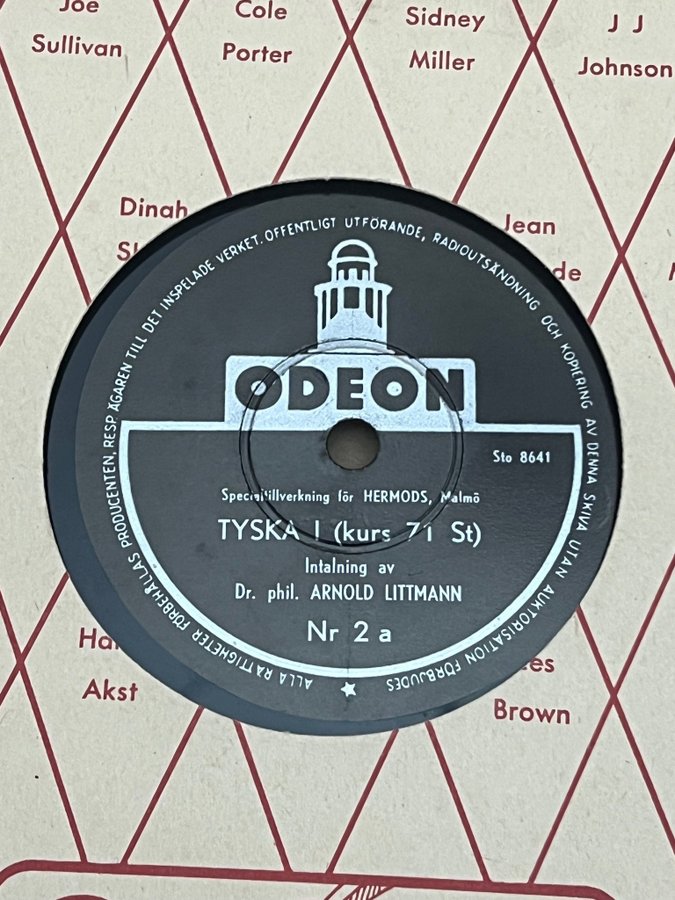 Joe
Sullivan
Cole
Porter
Sidney
Miller
J J
Johnson
Dinah
Jean
ALLA RÄTTIGHETER FÖRBEHÅLLAS PRODUCENTEN, RESP. ÄGAREN TILL DET INSPELADE VERKET. OFFENTLIGT UTFÖRANDE, RADIOUTSÄNDNING OCH KOPIERING AV DENNA SKIVA UTAN AUKTORISATION FÖRBJUDES
ODEON
Sto 8641
Specialtillverkning för HERMODS, Malmö
TYSKA I (kurs 71 St)
Intalning av
Dr. phil. ARNOLD LITTMANN
Nr 2 a
Akst
Brown